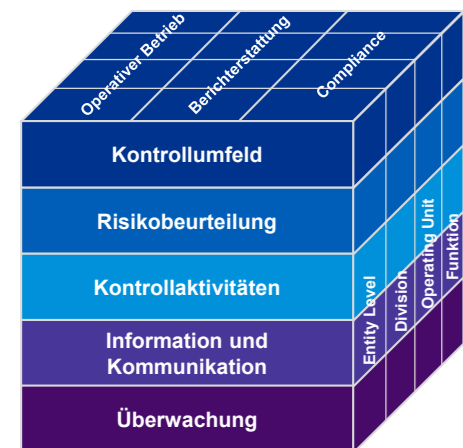 Operativer Betrieb
Berichterstattung
Compliance
Kontrollumfeld
Risikobeurteilung
Kontrollaktivitäten
Information und
Kommunikation
Überwachung
Entity Level
Division
Operating Unit
Funktion